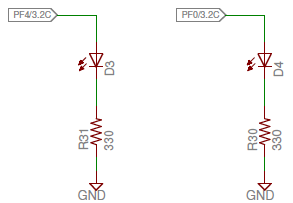 PF4/3.2C
PF0/3.2C
D3
D4
R31
330
R30
330
GND
GND